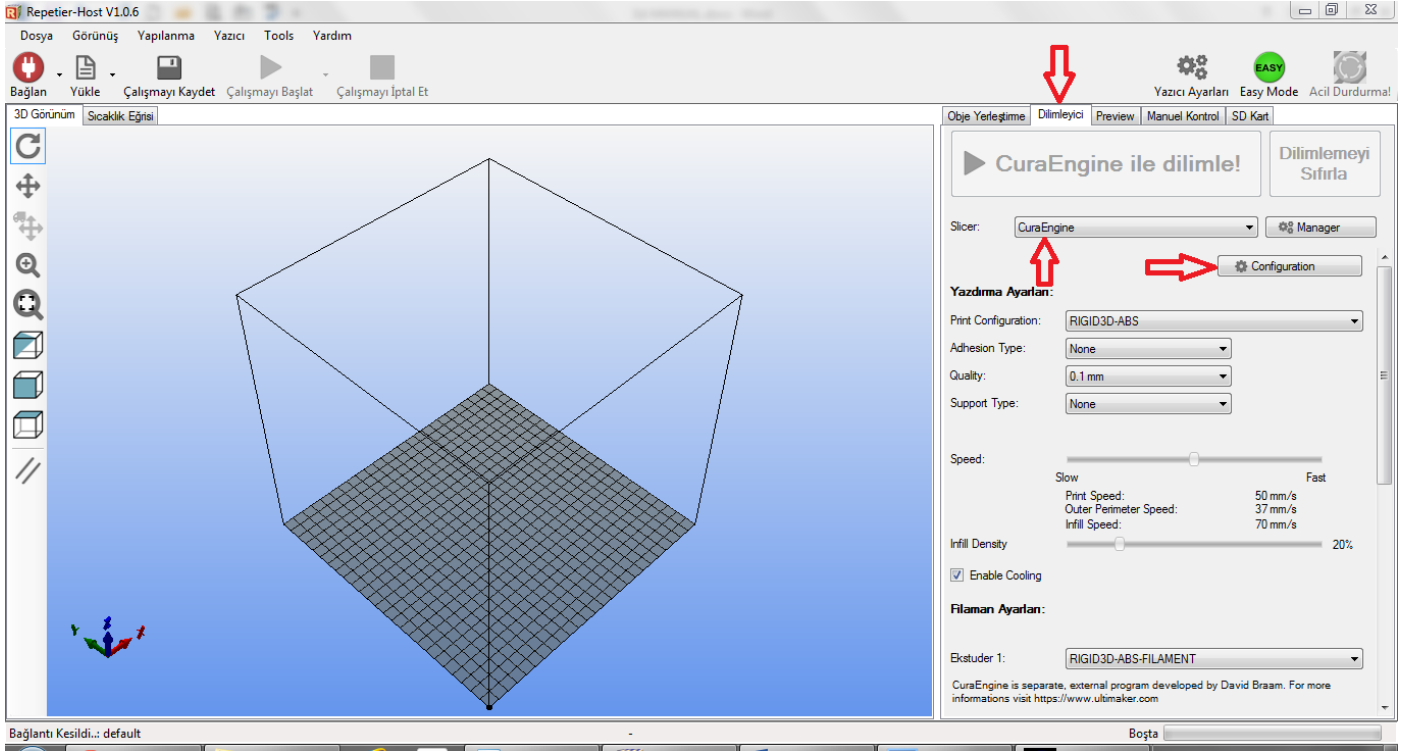 Repetier-Host V1.0.6
Dosya Görünüş Yapılanma Yazıcı Tools Yardım
Bağlan Yükle Çalışmayı Kaydet Çalışmayı Başlat Çalışmayı İptal Et Yazıcı Ayarları EASY Easy Mode Acil Durdurma!
3D Görünüm Sıcaklık Eğrisi
Obje Yerleştirme Dilimleyici Preview Manuel Kontrol SD Kart
CuraEngine ile dilimle!
Dilimlemeyi
Sıfırla
Slicer: CuraEngine Manager
Configuration
Yazdırma Ayarları:
Print Configuration: RIGID3D-ABS
Adhesion Type: None
Quality: 0.1 mm
Support Type: None
Speed:
Slow Fast
Print Speed: 50 mm/s
Outer Perimeter Speed: 37 mm/s
Infill Speed: 70 mm/s
Infill Density 20%
Enable Cooling
Filaman Ayarları:
Ekstuder 1: RIGID3D-ABS-FILAMENT
CuraEngine is separate, external program developed by David Braam. For more
informations visit https://www.ultimaker.com
Bağlantı Kesildi..: default - Boşta